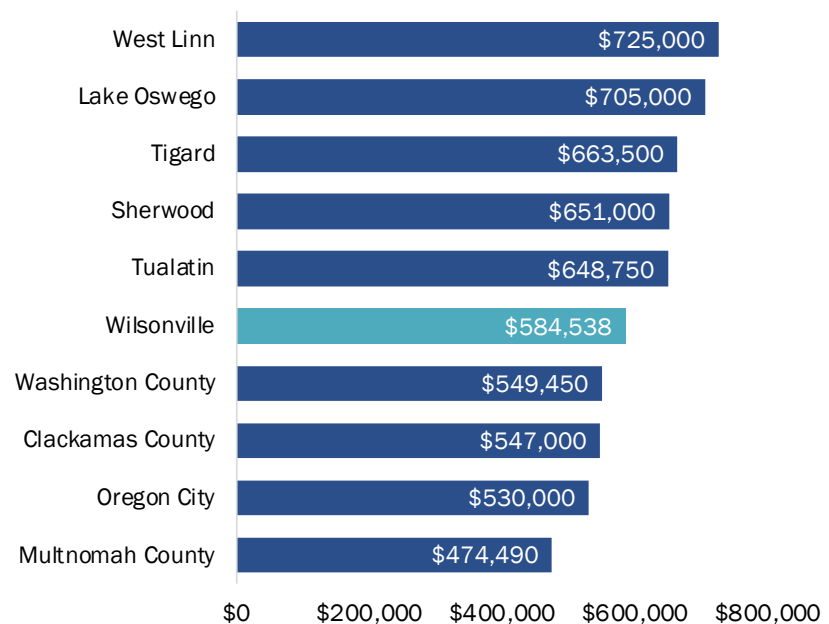 West Linn $725,000
Lake Oswego $705,000
Tigard $663,500
Sherwood $651,000
Tualatin $648,750
Wilsonville $584,538
Washington County $549,450
Clackamas County $547,000
Oregon City $530,000
Multnomah County $474,490
$0 $200,000 $400,000 $600,000 $800,000